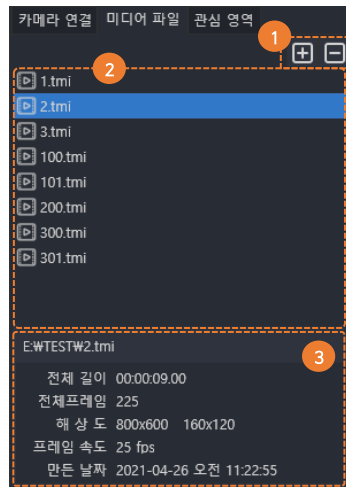 카메라 연결 미디어 파일 관심 영역
1
2
1.tmi
2.tmi
3.tmi
100.tmi
101.tmi
200.tmi
300.tmi
301.tmi
E:₩TEST₩2.tmi
3
전체 길이 00:00:09.00
전체프레임 225
해 상 도 800x600 160x120
프레임 속도 25 fps
만든 날짜 2021-04-26 오전 11:22:55